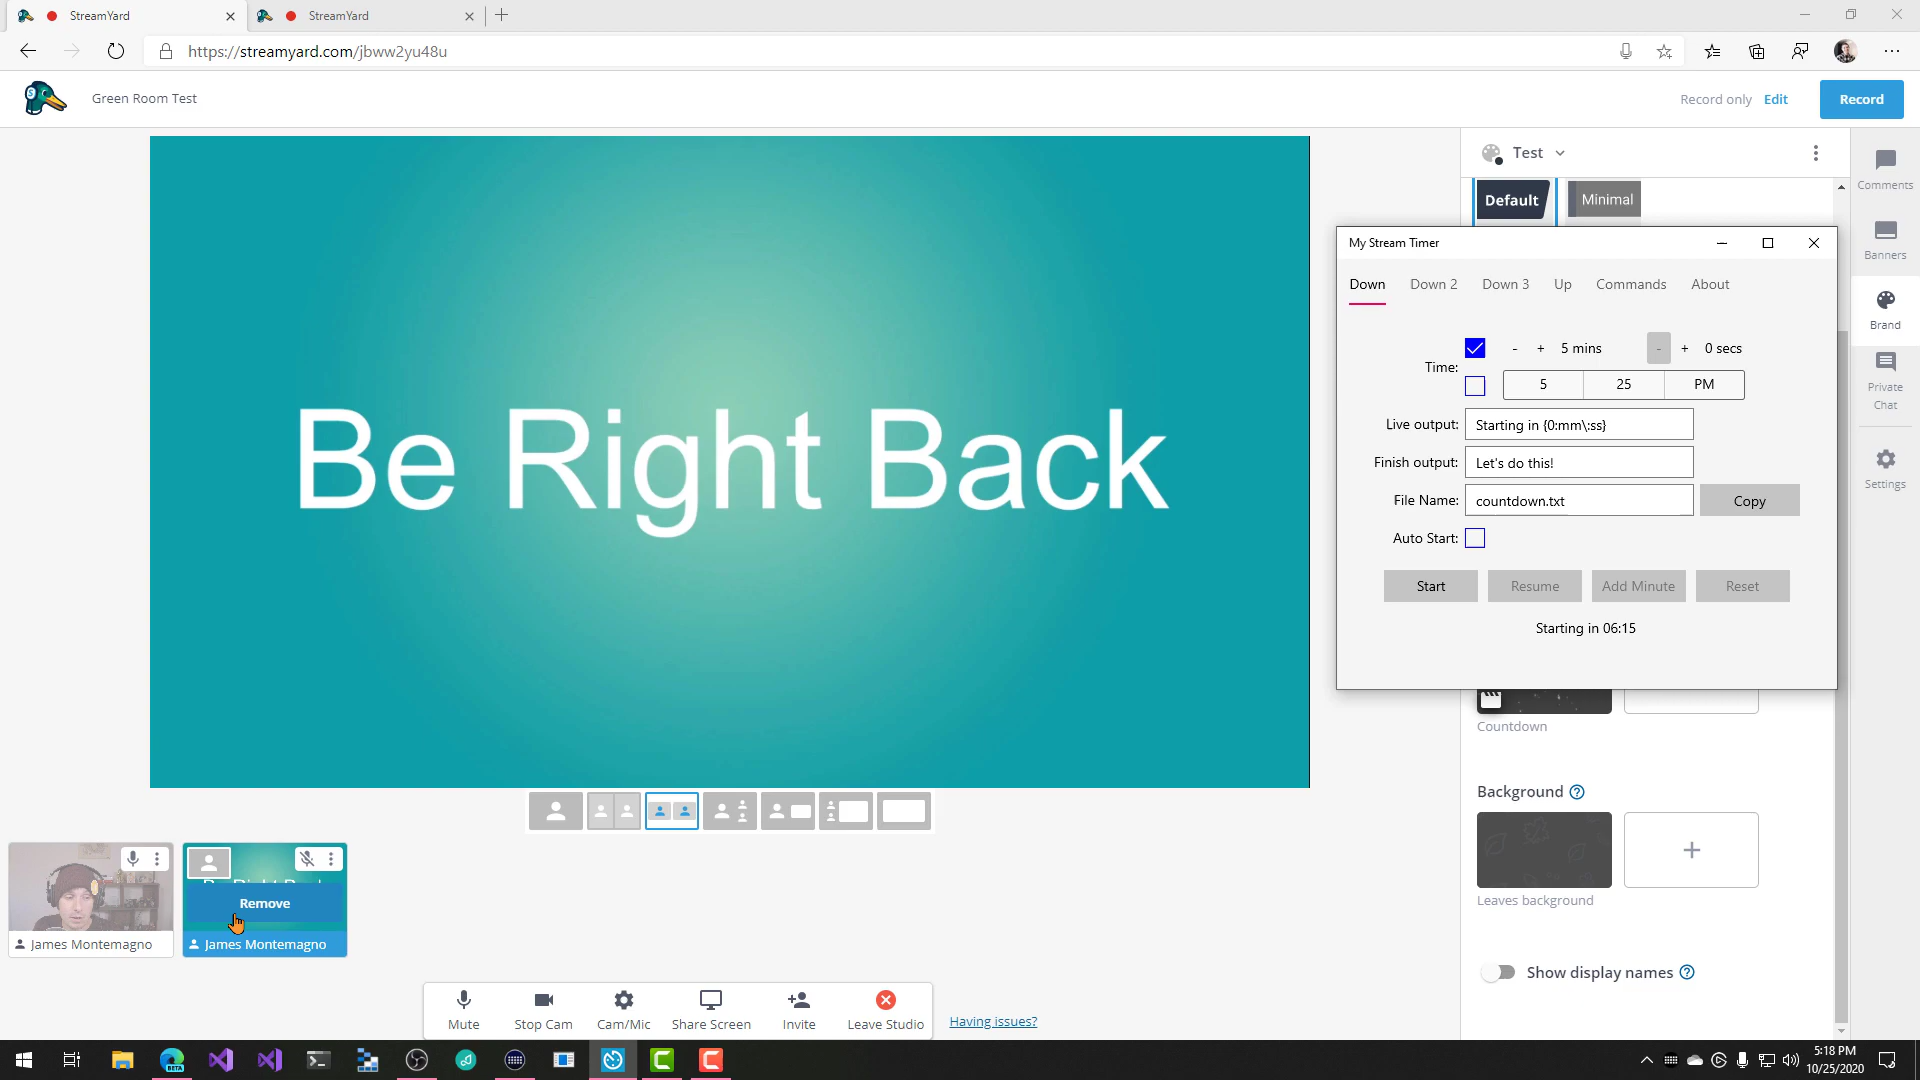 StreamYard
StreamYard
https://streamyard.com/jbww2yu48u
Green Room Test
Record only
Edit
Record
Test
Default
Minimal
Comments
Banners
Brand
Private
Chat
Settings
Be Right Back
My Stream Timer
Down
Down 2
Down 3
Up
Commands
About
Time:
- + 5 mins
- + 0 secs
5 25 PM
Live output: Starting in {0:mm\:ss}
Finish output: Let's do this!
File Name: countdown.txt Copy
Auto Start:
Start
Resume
Add Minute
Reset
Starting in 06:15
Countdown
Background
Leaves background
Show display names
Remove
James Montemagno
James Montemagno
Mute
Stop Cam
Cam/Mic
Share Screen
Invite
Leave Studio
Having issues?
BETA
5:18 PM
10/25/2020